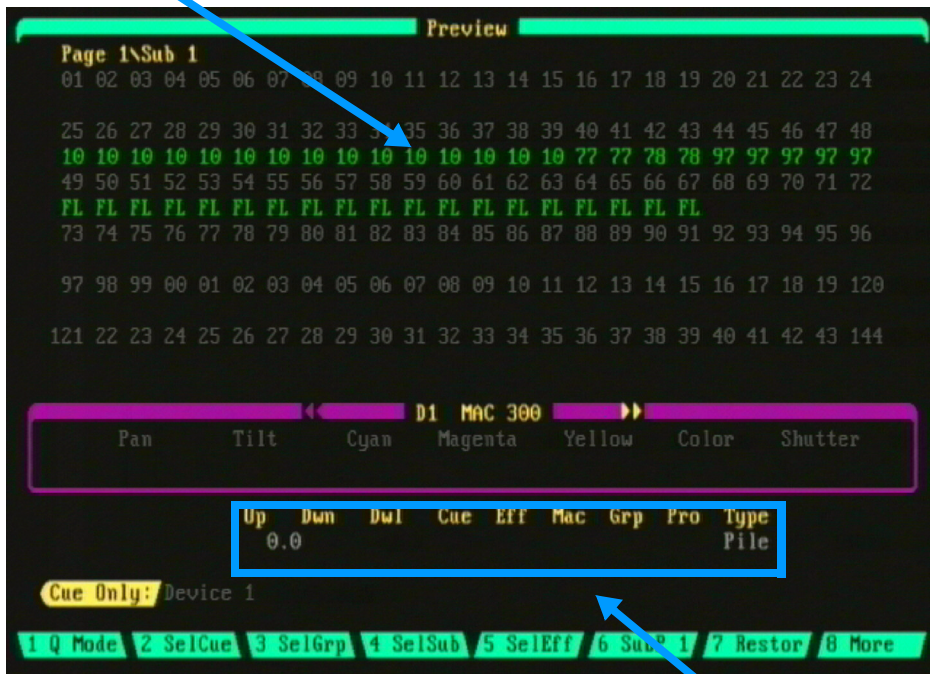 Preview
Page 1\Sub 1
01 02 03 04 05 06 07 08 09 10 11 12 13 14 15 16 17 18 19 20 21 22 23 24
25 26 27 28 29 30 31 32 33 34 35 36 37 38 39 40 41 42 43 44 45 46 47 48
10 10 10 10 10 10 10 10 10 10 10 10 10 10 10 77 77 78 78 97 97 97 97 97
49 50 51 52 53 54 55 56 57 58 59 60 61 62 63 64 65 66 67 68 69 70 71 72
FL FL FL FL FL FL FL FL FL FL FL FL FL FL FL FL FL FL FL
73 74 75 76 77 78 79 80 81 82 83 84 85 86 87 88 89 90 91 92 93 94 95 96
97 98 99 00 01 02 03 04 05 06 07 08 09 10 11 12 13 14 15 16 17 18 19 120
121 22 23 24 25 26 27 28 29 30 31 32 33 34 35 36 37 38 39 40 41 42 43 144
D1 MAC 300
Pan Tilt Cyan Magenta Yellow Color Shutter
Up Dwn Dwl Cue Eff Mac Grp Pro Type
0.0 Pile
Cue Only: Device 1
1 Q Mode 2 SelCue 3 SelGrp 4 SelSub 5 SelEff 6 SubP 1 7 Restor 8 More